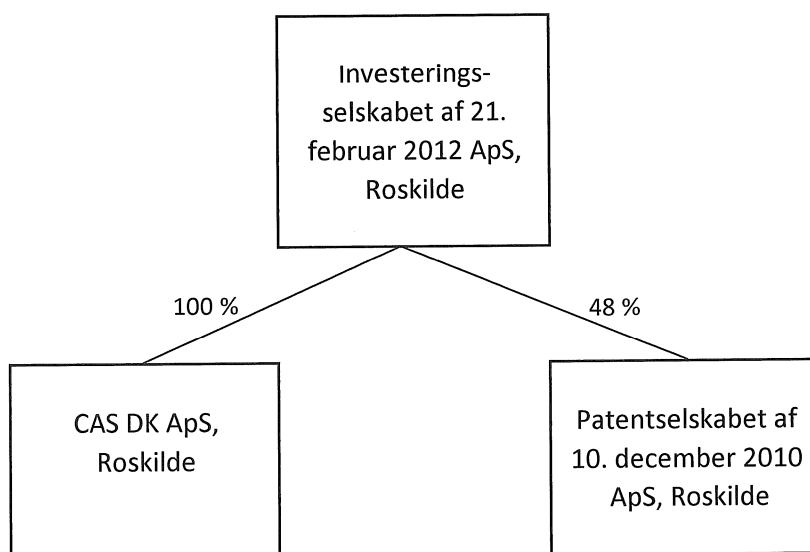 Investerings-
selskabet af 21.
februar 2012 ApS,
Roskilde
100 %
48 %
CAS DK ApS,
Roskilde
Patentselskabet af
10. december 2010
ApS, Roskilde